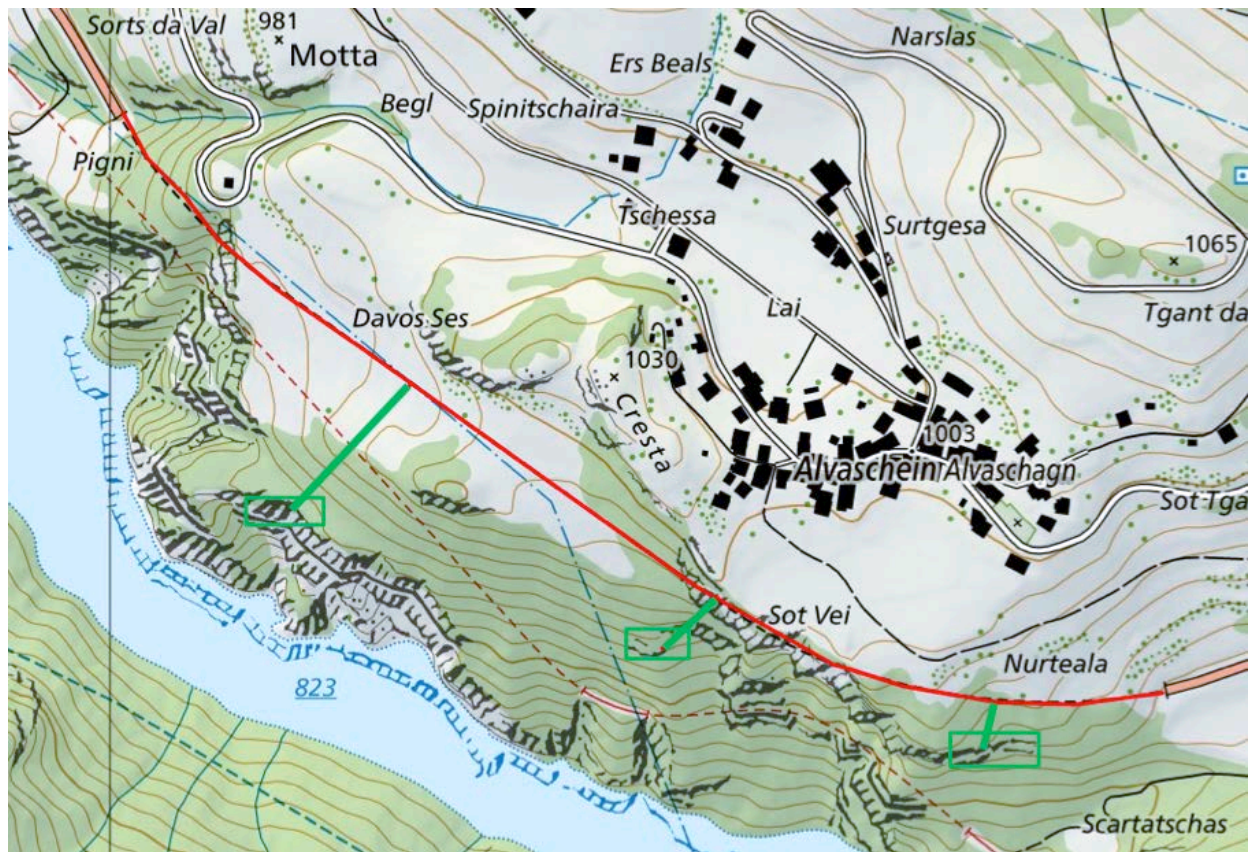 Sorts da Val
981
Motta
Narslas
Ers Beals
Begl
Spinitschaira
Pigni
Tschessa
Surtgesa
1065
Lai
Tgant da
Davos Ses
1030
Cresta
1003
Alvaschein Alvaschagn
Sot Tga
Sot Vei
Nurteala
823
Scartatschas